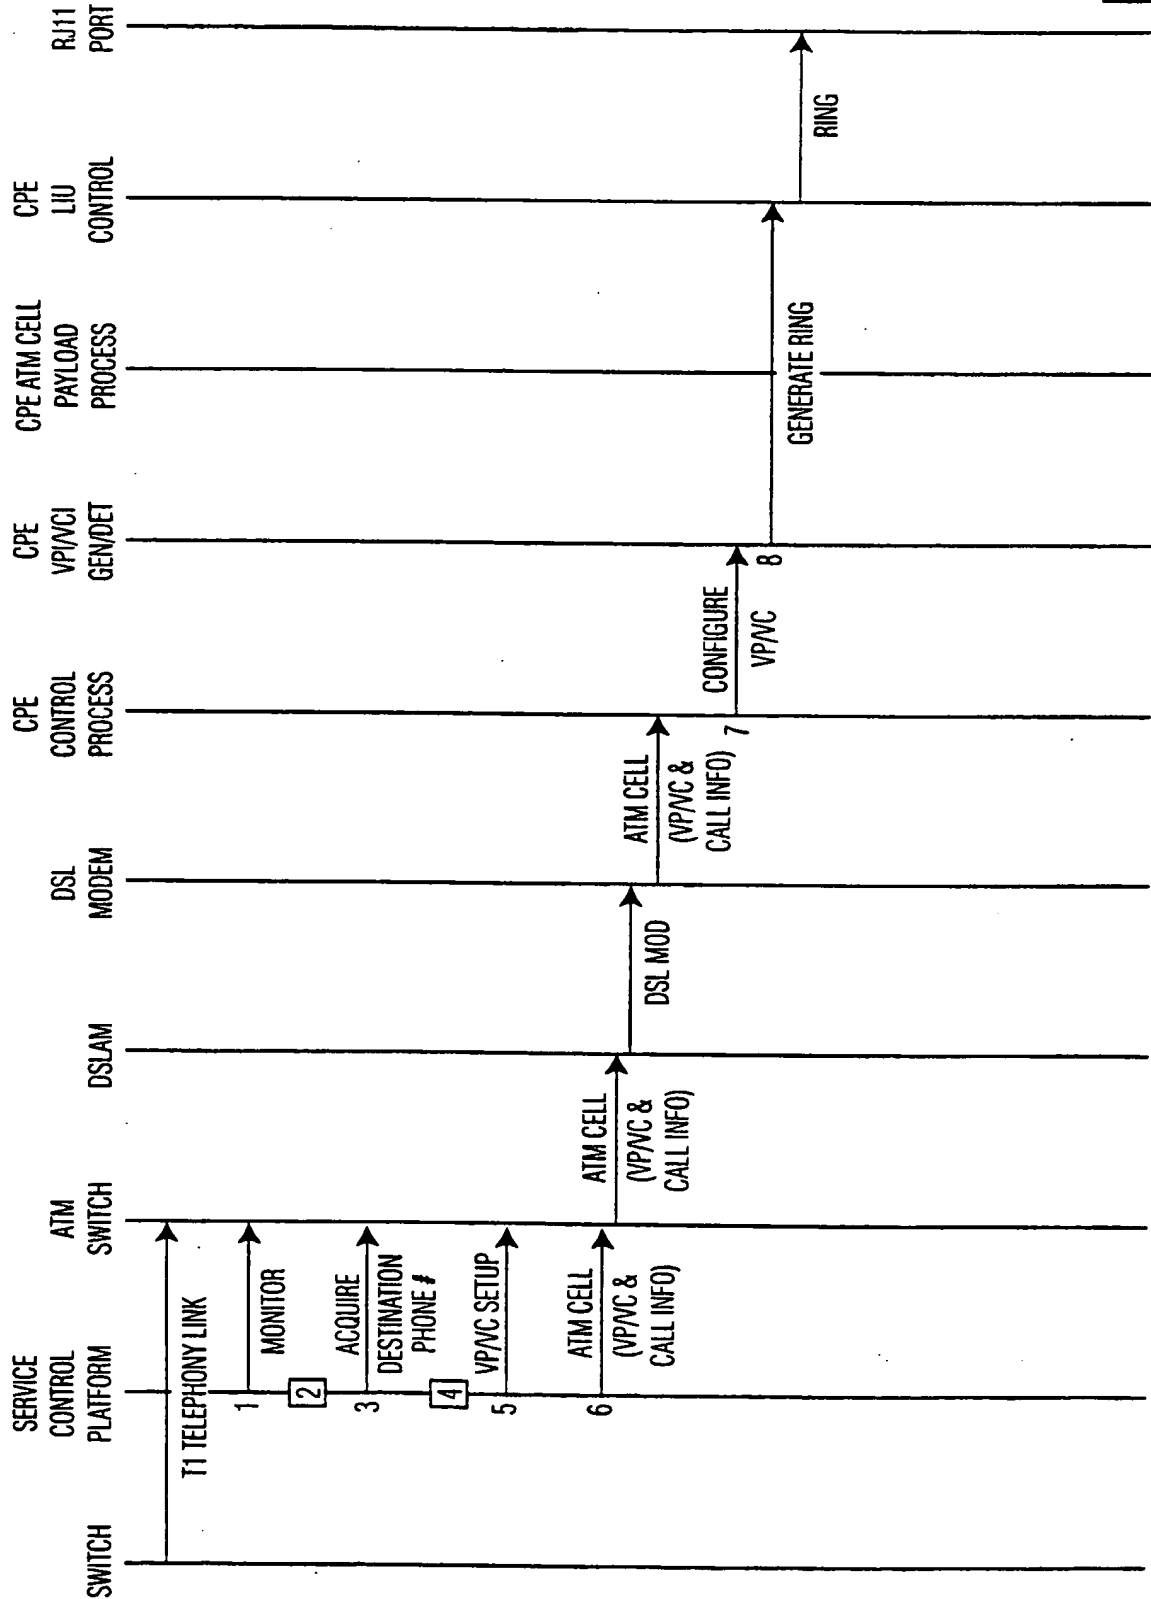 SWITCH
SERVICE
CONTROL
PLATFORM
ATM
SWITCH
DSLAM
DSL
MODEM
CPE
CONTROL
PROCESS
CPE
VPI/VCI
GEN/DET
CPE ATM CELL
PAYLOAD
PROCESS
CPE
LIU
CONTROL
RJ11
PORT
T1 TELEPHONY LINK
1
MONITOR
2
3
ACQUIRE
DESTINATION
PHONE #
4
5
VP/VC SETUP
6
ATM CELL
(VP/VC &
CALL INFO)
ATM CELL
(VP/VC &
CALL INFO)
DSL MOD
ATM CELL
(VP/VC &
CALL INFO)
7
CONFIGURE
VP/VC
8
GENERATE RING
RING